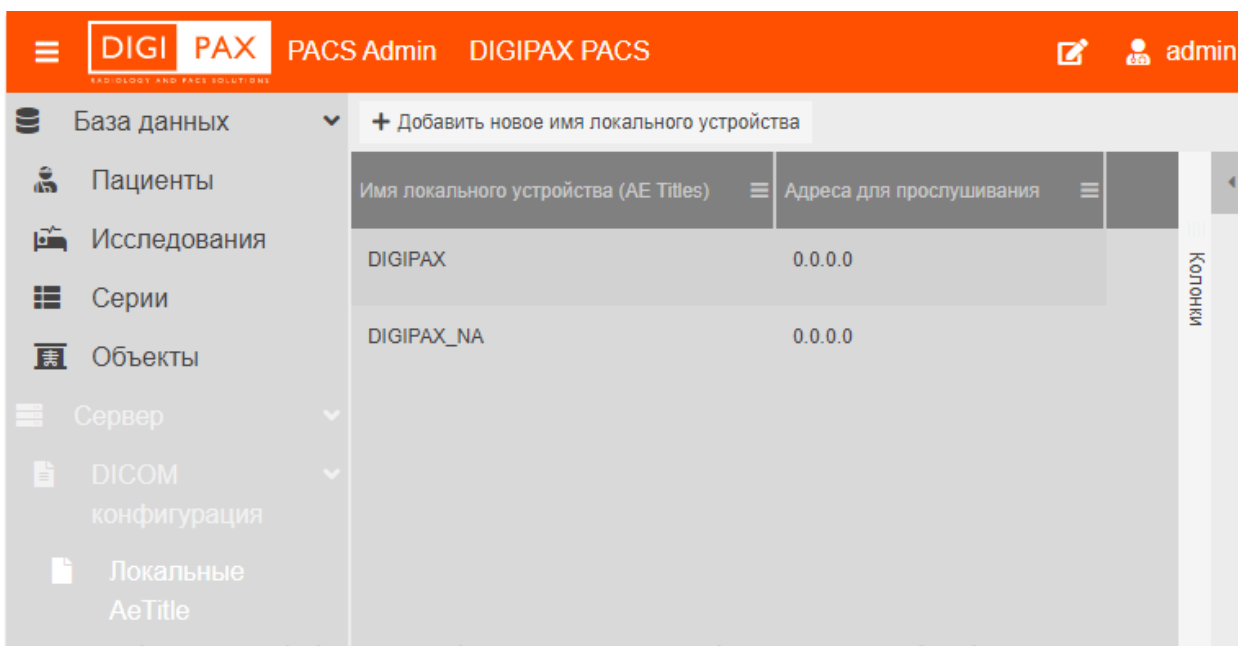 DIGI PAX PACS Admin DIGIPAX PACS admin
RADIOLOGY AND PACS SOLUTIONS
База данных
Добавить новое имя локального устройства
Пациенты
Исследования
Серии
Объекты
Сервер
DICOM
конфигурация
Локальные
AeTitle
Имя локального устройства (AE Titles) Адреса для прослушивания
DIGIPAX 0.0.0.0
DIGIPAX_NA 0.0.0.0
Колонки